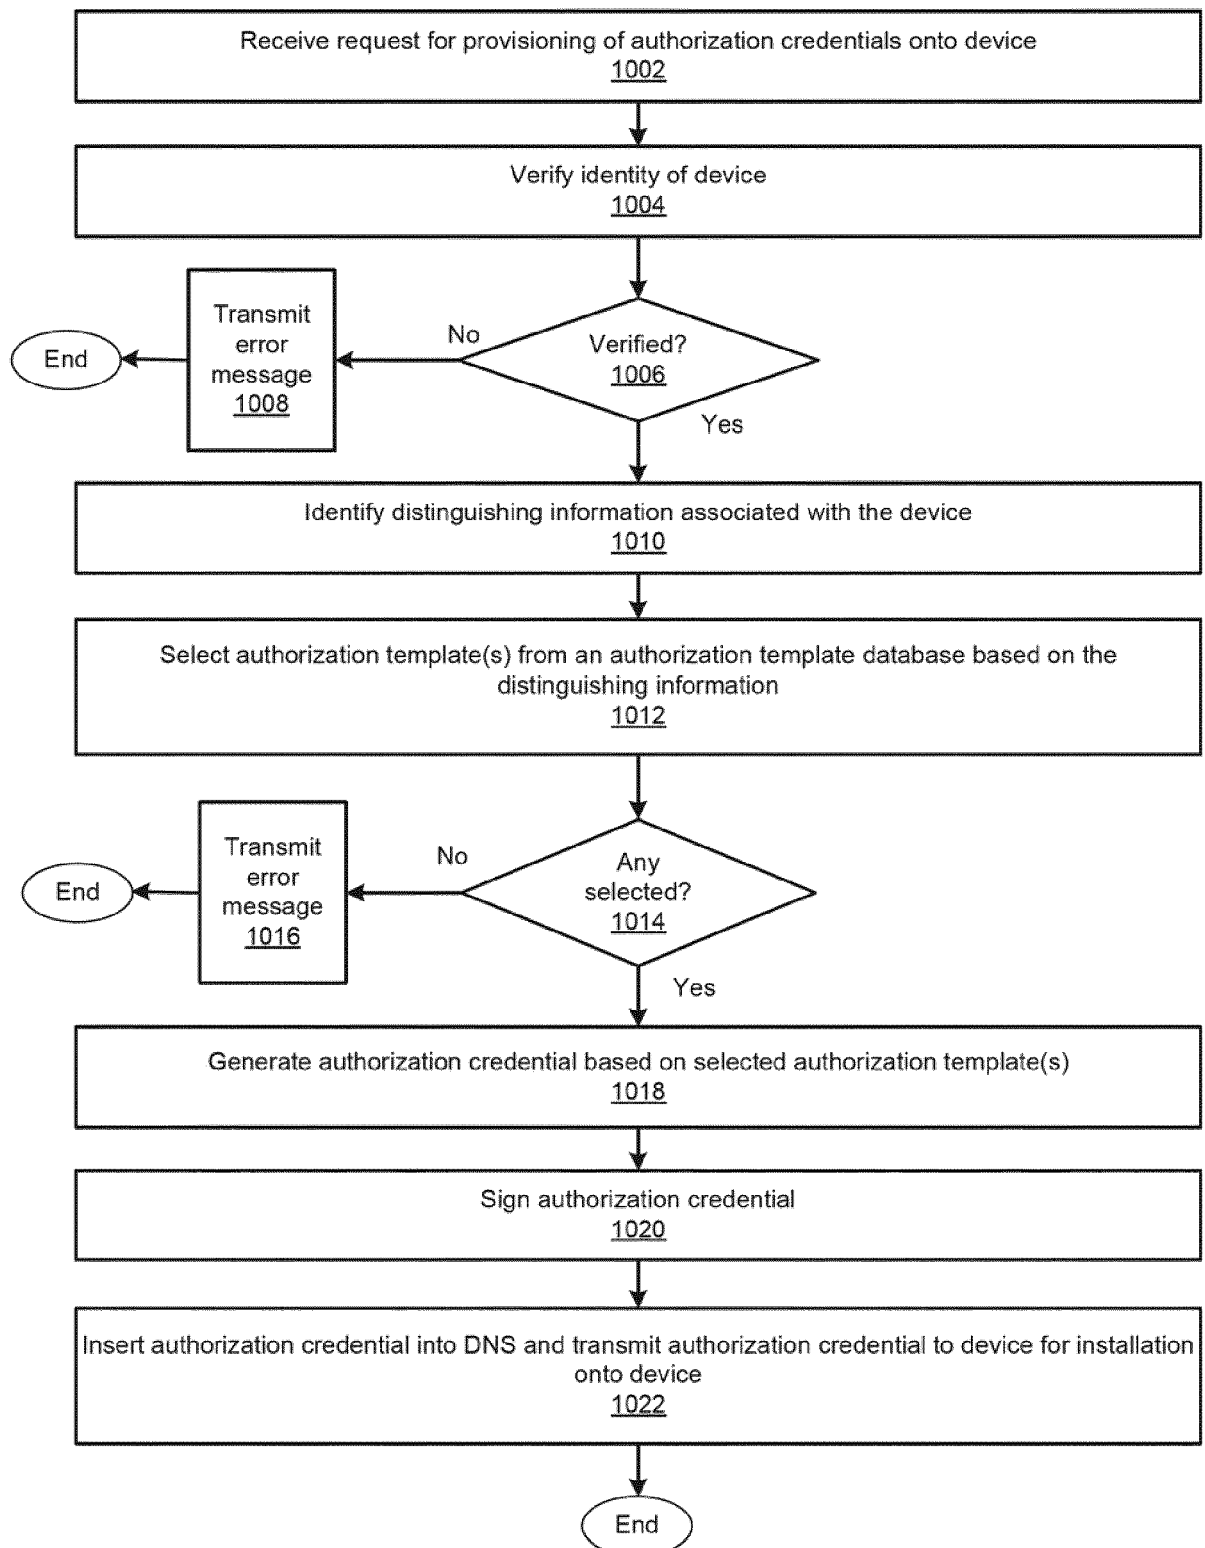 Receive request for provisioning of authorization credentials onto device
1002
Verify identity of device
1004
Transmit
error
message
1008
End
No
Verified?
1006
Yes
Identify distinguishing information associated with the device
1010
Select authorization template(s) from an authorization template database based on the
distinguishing information
1012
Transmit
error
message
1016
End
No
Any
selected?
1014
Yes
Generate authorization credential based on selected authorization template(s)
1018
Sign authorization credential
1020
Insert authorization credential into DNS and transmit authorization credential to device for installation
onto device
1022
End